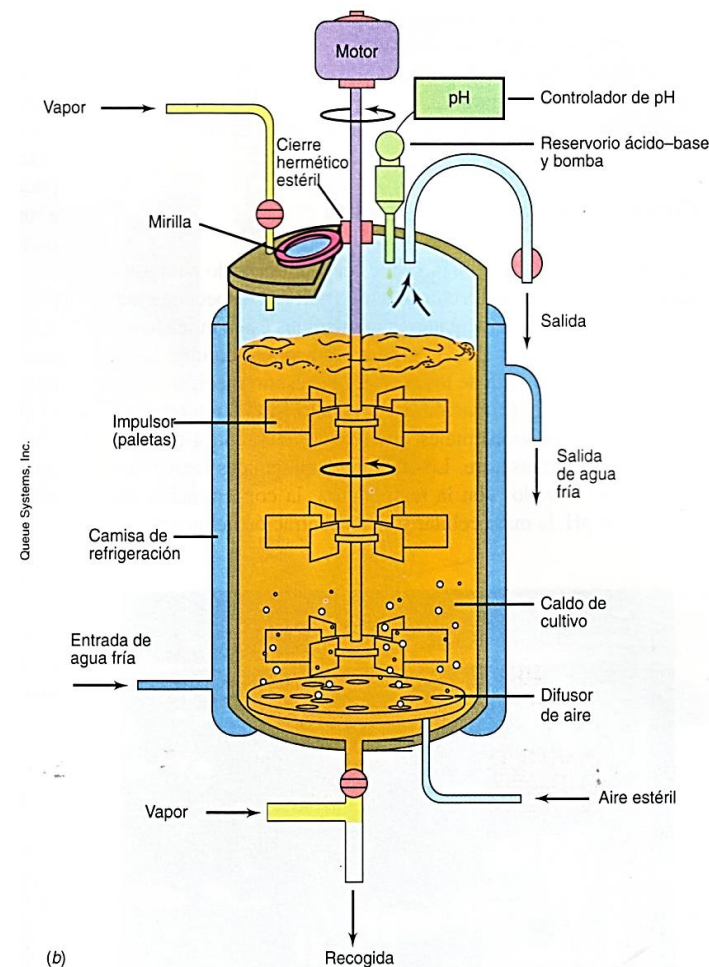 Motor
pH
Controlador de pH
Vapor
Cierre
hermético
estéril
Reservorio ácido–base
y bomba
Mirilla
Salida
Impulsor
(paletas)
Salida
de agua
fría
Queue Systems, Inc.
Camisa de
refrigeración
Caldo de
cultivo
Entrada de
agua fría
Difusor
de aire
Aire estéril
Vapor
(b)
Recogida